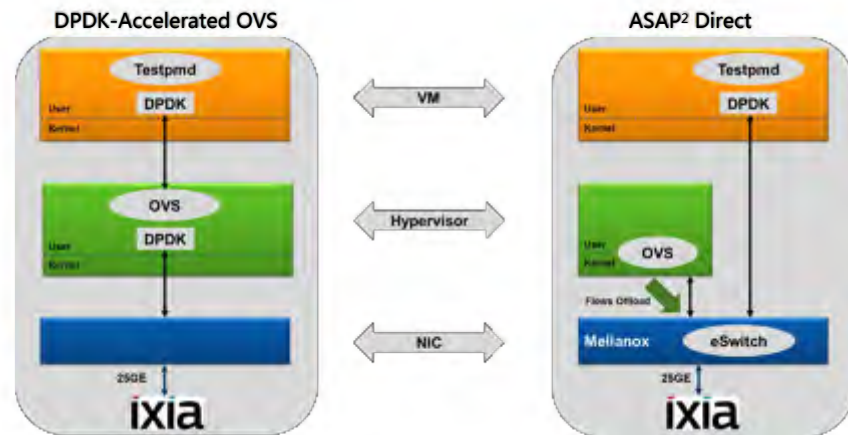 DPDK-Accelerated OVS
Testpmd
DPDK
User
Kernel
OVS
DPDK
User
Kernel
25GE
ixia
VM
Hypervisor
NIC
ASAP² Direct
Testpmd
DPDK
User
Kernel
User
OVS
Kernel
Flows Offload
Mellanox
eSwitch
25GE
ixia